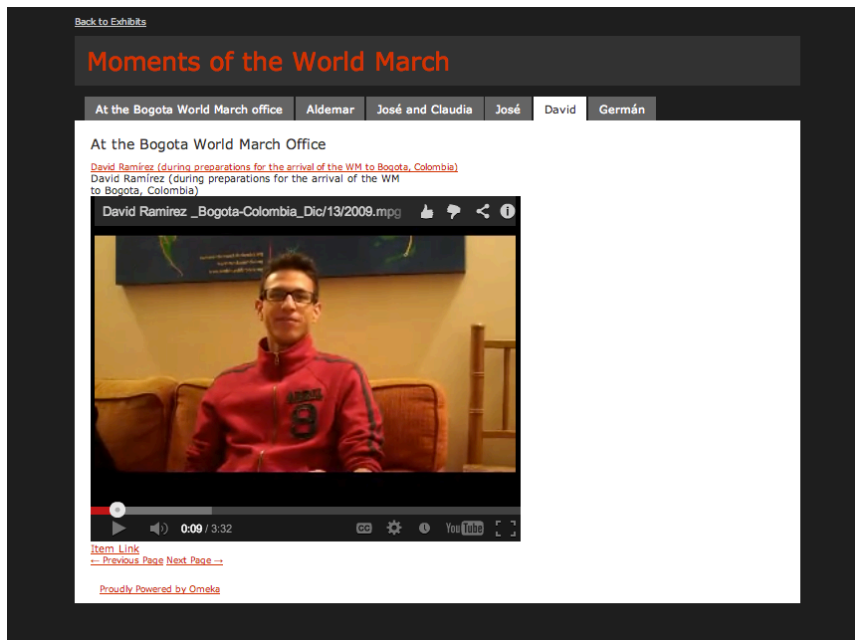 Back to Exhibits
Moments of the World March
At the Bogota World March office Aldemar José and Claudia José David Germán
At the Bogota World March Office
David Ramírez (during preparations for the arrival of the WM to Bogota, Colombia)
David Ramírez (during preparations for the arrival of the WM
to Bogota, Colombia)
David Ramirez _Bogota-Colombia_Dic/13/2009.mpg
8
0:09 / 3:32 CC YouTube
Item Link
← Previous Page Next Page →
Proudly Powered by Omeka